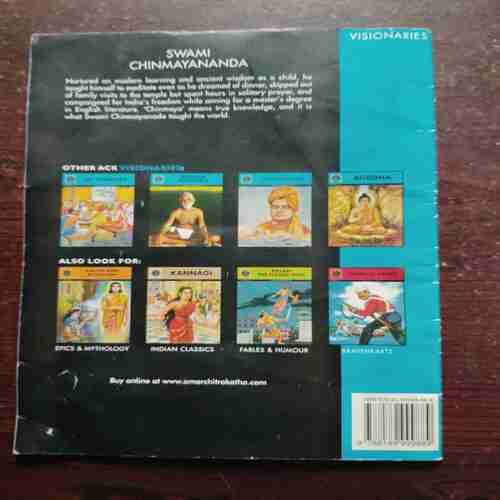 VISIONARIES
SWAMI
CHINMAYANANDA
Nurtured on modern learning and ancient wisdom as a child, he
taught himself to meditate even as he dreamed of dinner, skipped out
of family visits to the temple but spent hours in solitary prayer, and
campaigned for India's freedom while aiming for a master's degree
in English literature. 'Chinmaya' means true knowledge, and it is
what Swami Chinmayananda taught the world.
OTHER ACK VISIONARIES
BUDDHA
ALSO LOOK FOR:
KANNAGI
EPICS & MYTHOLOGY
INDIAN CLASSICS
FABLES & HUMOUR
BRAVEHEARTS
Buy online at www.amarchitrakatha.com